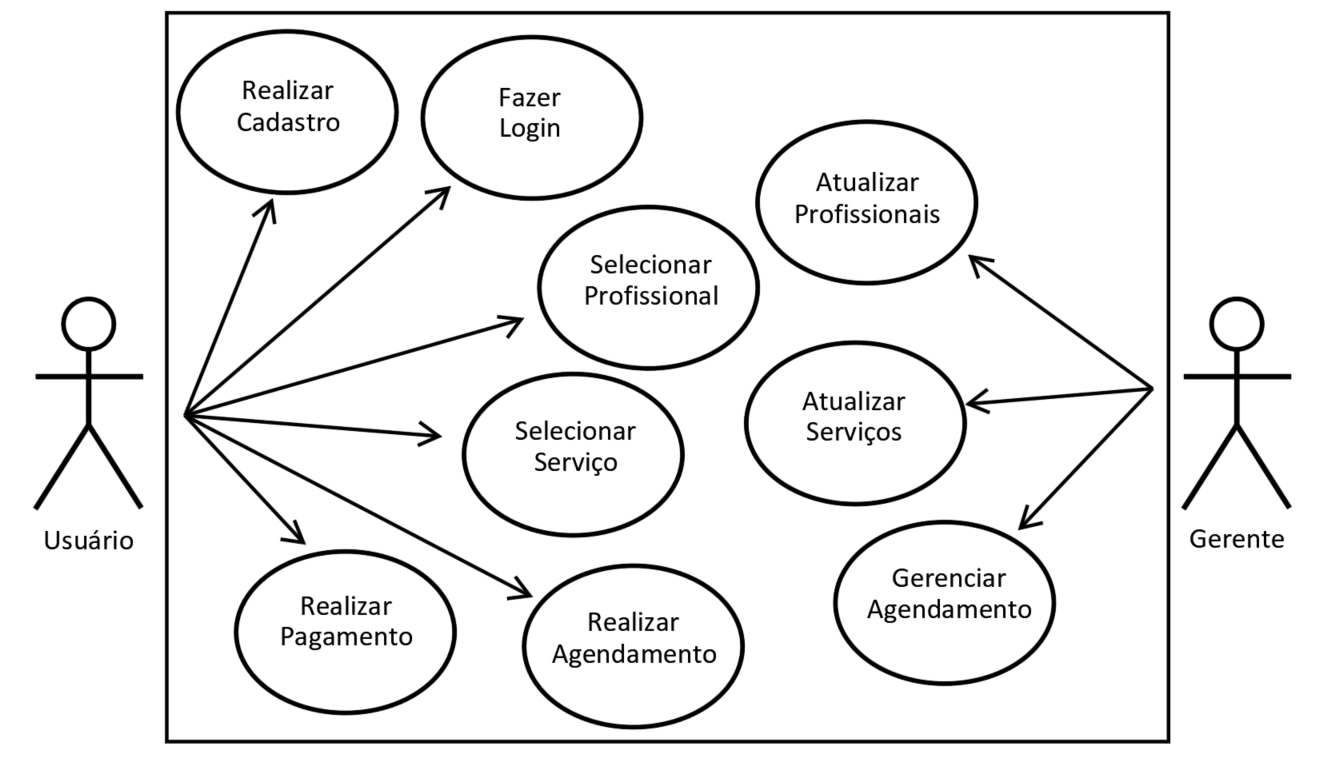 Realizar
Cadastro
Fazer
Login
Atualizar
Profissionais
Selecionar
Profissional
Atualizar
Serviços
Selecionar
Serviço
Usuário
Gerente
Gerenciar
Agendamento
Realizar
Pagamento
Realizar
Agendamento